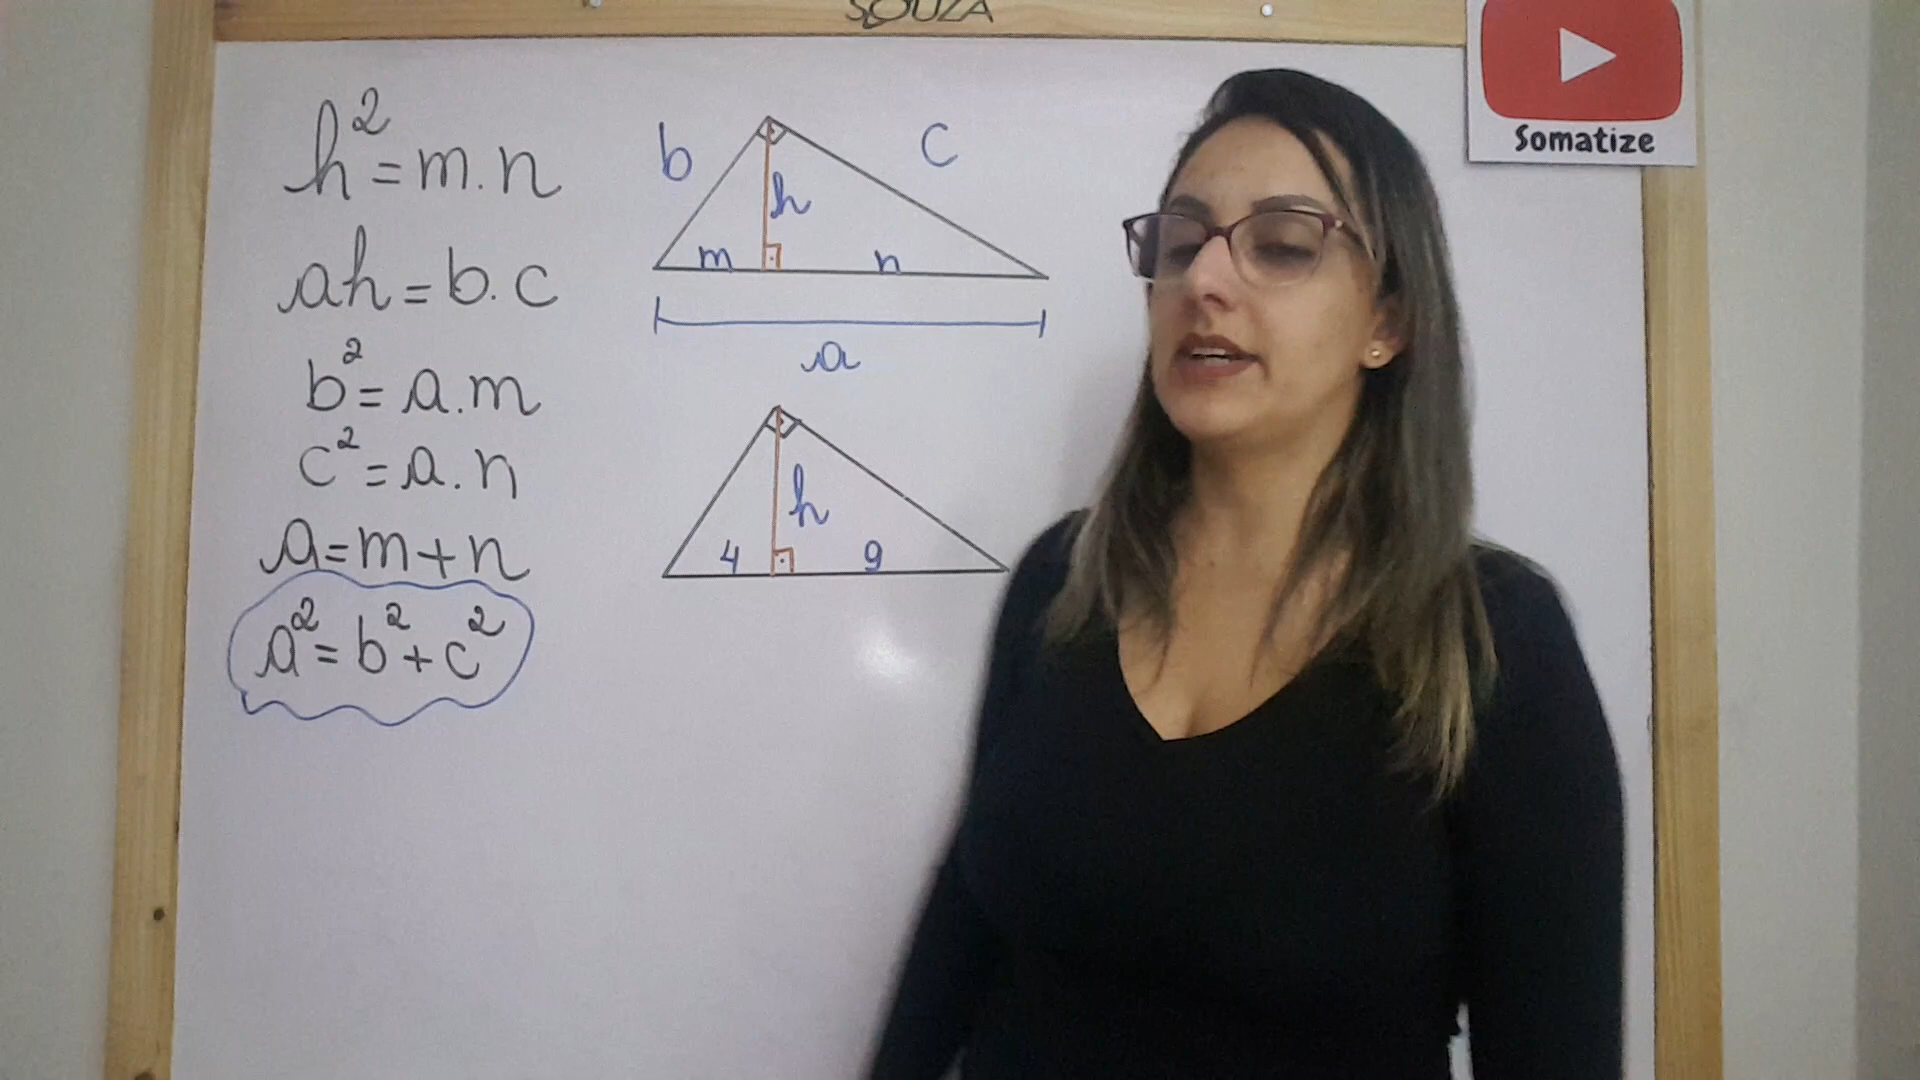 SOUZA
Somatize
h² = m.n
ah = b.c
b² = a.m
c² = a.n
a = m + n
a² = b² + c²
b
c
h
m
n
a
h
4
9